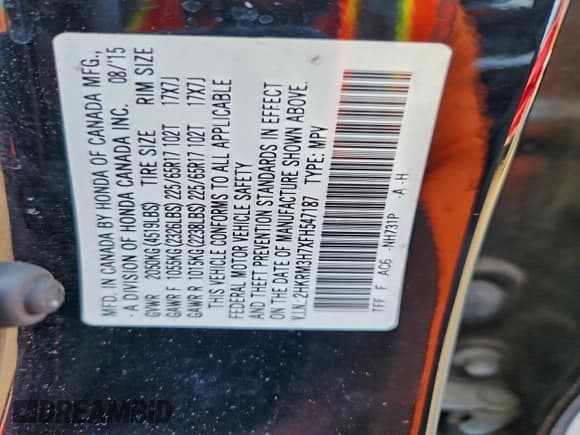 MFD. IN CANADA BY HONDA OF CANADA MFG.,
· A DIVISION OF HONDA CANADA INC. 08/15
GVWR 2050KG(4519LBS) TIRE SIZE RIM SIZE
GAWR F 1055KG(2326LBS) 225/65R17 102T 17X7J
GAWR R 1015KG(2238LBS) 225/65R17 102T 17X7J
THIS VEHICLE CONFORMS TO ALL APPLICABLE
FEDERAL MOTOR VEHICLE SAFETY
AND THEFT PREVENTION STANDARDS IN EFFECT
ON THE DATE OF MANUFACTURE SHOWN ABOVE.
V.I.N.:2HKRM3H7XFH547187 TYPE: MPV
TFF F AC6 -NH731P -A -H
DREAMBID